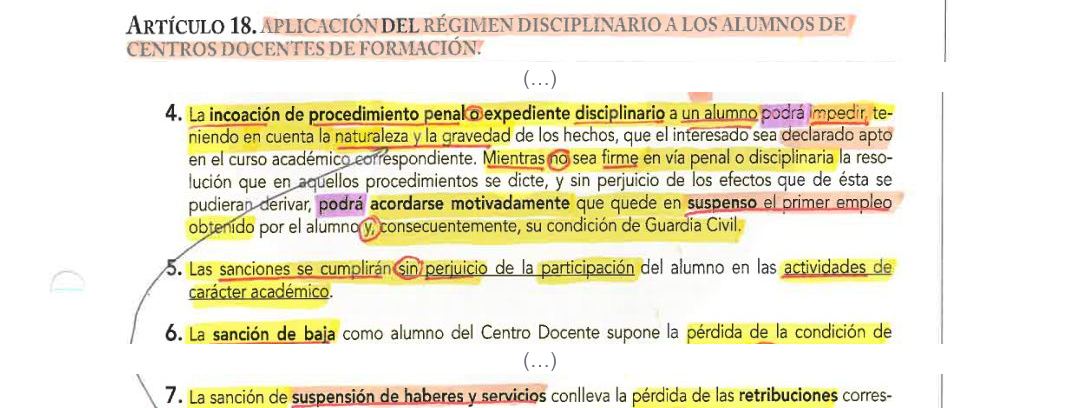 ARTÍCULO 18. APLICACIÓN DEL RÉGIMEN DISCIPLINARIO A LOS ALUMNOS DE
CENTROS DOCENTES DE FORMACIÓN.
(...)
4. La incoación de procedimiento penal o expediente disciplinario a un alumno podrá impedir, te-
niendo en cuenta la naturaleza y la gravedad de los hechos, que el interesado sea declarado apto
en el curso académico correspondiente. Mientras no sea firme en vía penal o disciplinaria la reso-
lución que en aquellos procedimientos se dicte, y sin perjuicio de los efectos que de ésta se
pudieran derivar, podrá acordarse motivadamente que quede en suspenso el primer empleo
obtenido por el alumno y, consecuentemente, su condición de Guardia Civil.
5. Las sanciones se cumplirán sin perjuicio de la participación del alumno en las actividades de
carácter académico.
6. La sanción de baja como alumno del Centro Docente supone la pérdida de la condición de
(...)
7. La sanción de suspensión de haberes y servicios conlleva la pérdida de las retribuciones corres-